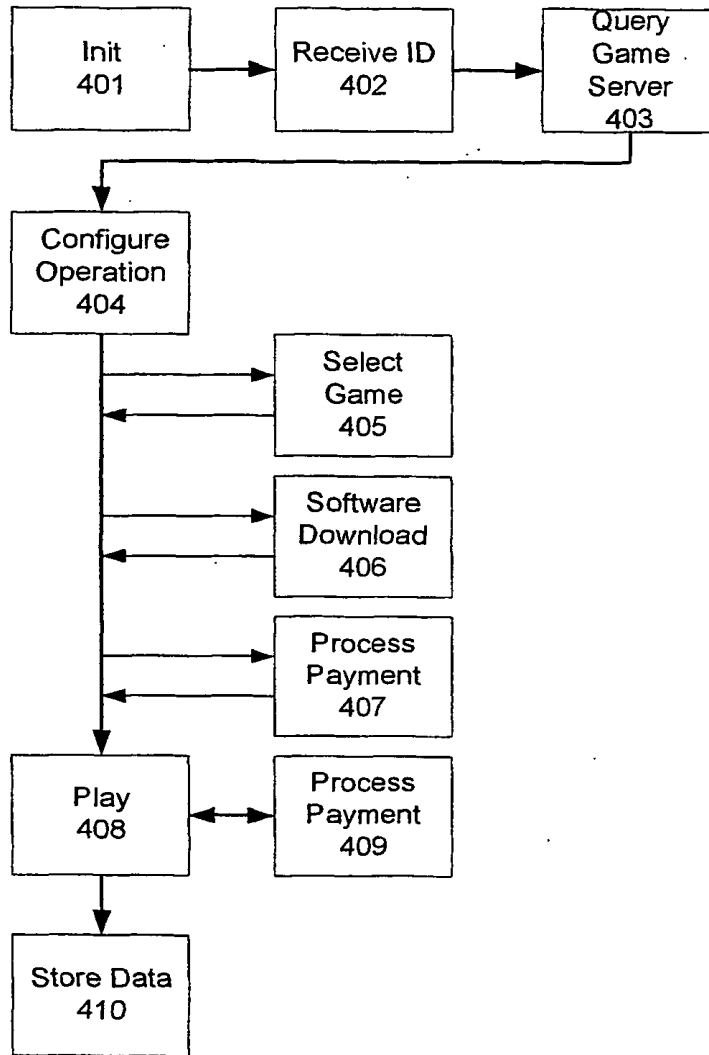 Init
401
Receive ID
402
Query
Game
Server
403
Configure
Operation
404
Select
Game
405
Software
Download
406
Process
Payment
407
Play
408
Process
Payment
409
Store Data
410